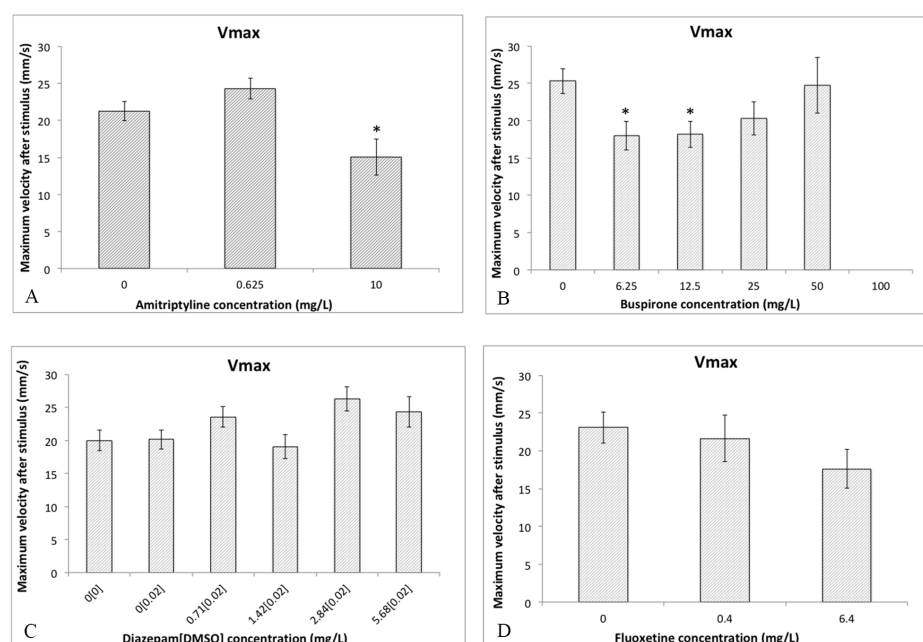 Vmax
Maximum velocity after stimulus (mm/s)
30
25
20
15
10
5
0
*
0 0.625 10
Amitriptyline concentration (mg/L)
A
Vmax
Maximum velocity after stimulus (mm/s)
30
25
20
15
10
5
0
* *
0 6.25 12.5 25 50 100
Buspirone concentration (mg/L)
B
Vmax
Maximum velocity after stimulus (mm/s)
30
25
20
15
10
5
0
0[0] 0[0.02] 0.71[0.02] 1.42[0.02] 2.84[0.02] 5.68[0.02]
Diazepam[DMSO] concentration (mg/L)
C
Vmax
Maximum velocity after stimulus (mm/s)
30
25
20
15
10
5
0
0 0.4 6.4
Fluoxetine concentration (mg/L)
D